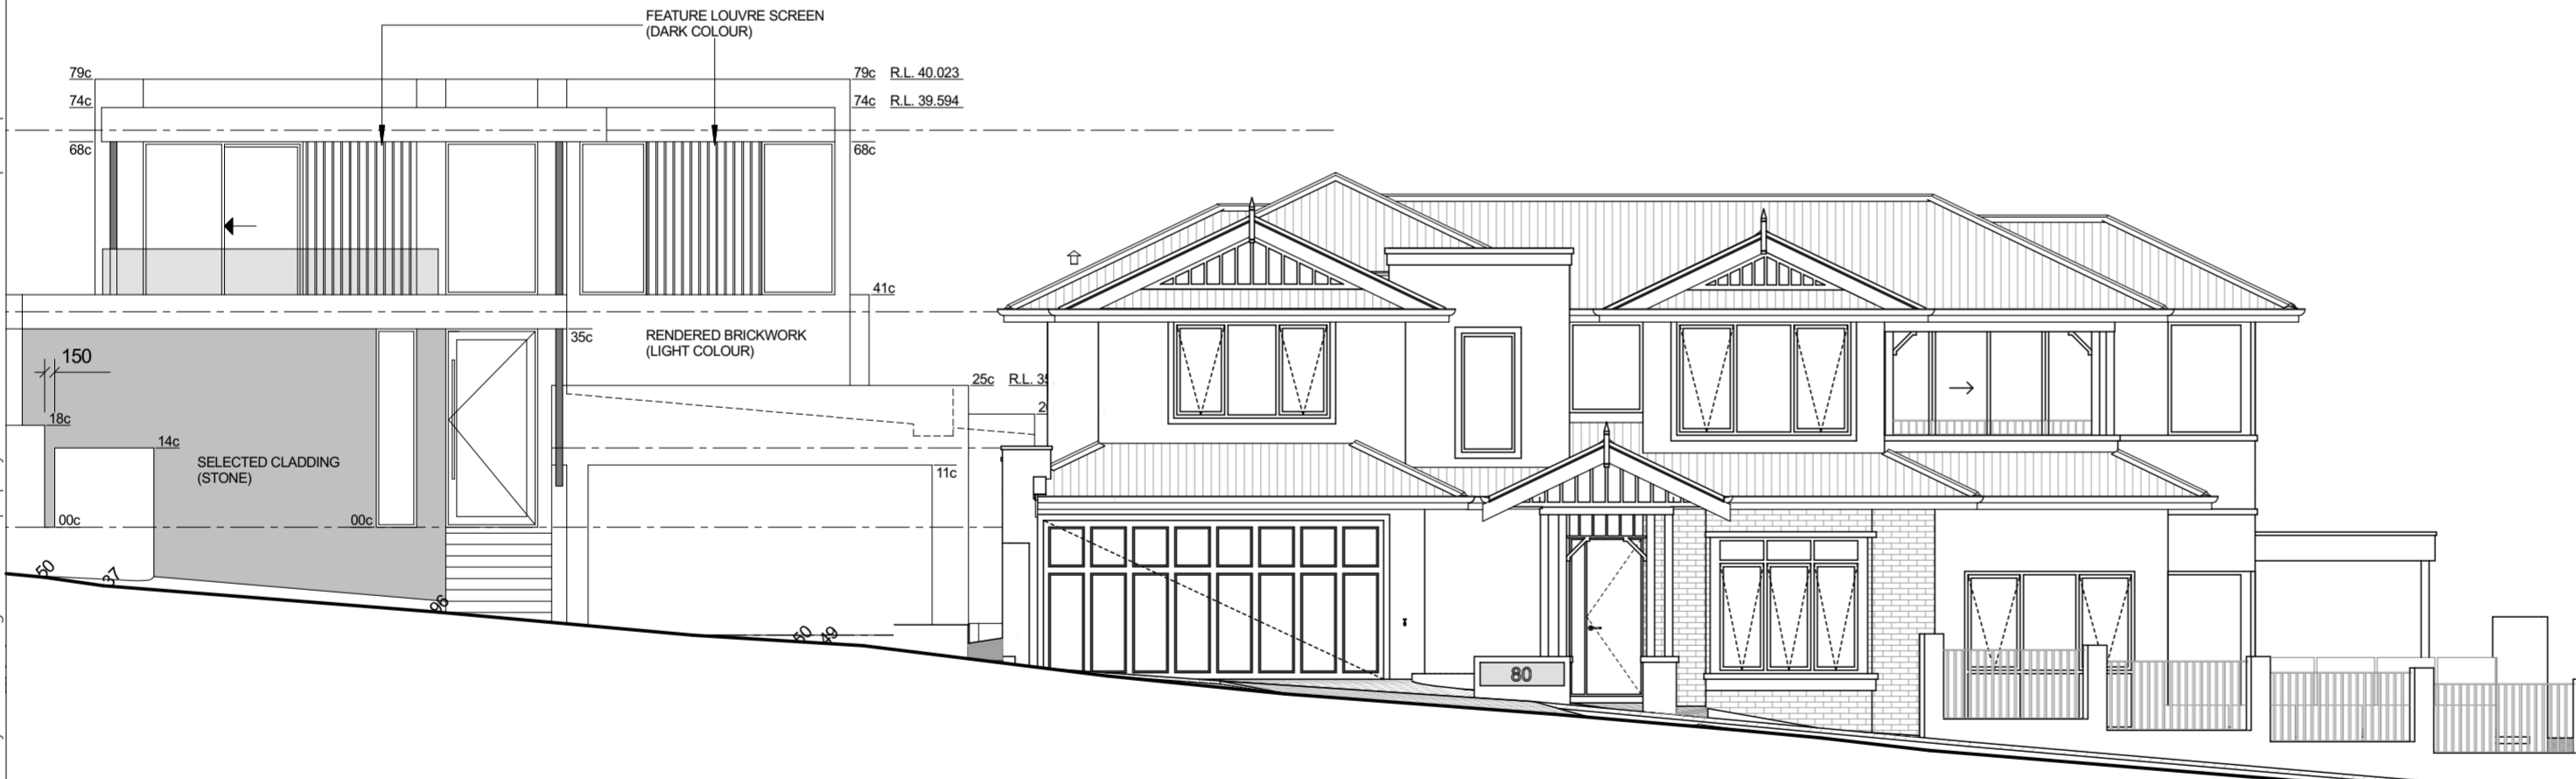 FEATURE LOUVRE SCREEN
(DARK COLOUR)
79c
79c R.L. 40.023
74c
74c R.L. 39.594
68c
68c
41c
35c
RENDERED BRICKWORK
(LIGHT COLOUR)
150
25c R.L. 35
18c
14c
SELECTED CLADDING
(STONE)
11c
00c
00c
50
37
96
50
49
80